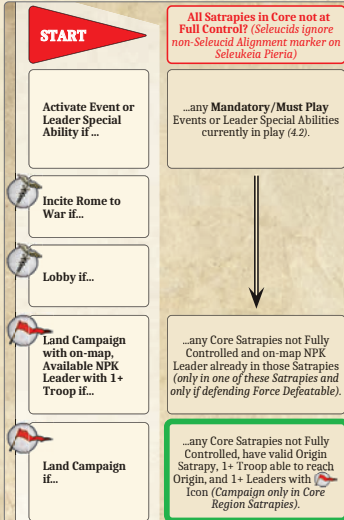 START
All Satrapies in Core not at
Full Control? (Seleucids ignore
non-Seleucid Alignment marker on
Seleukeia Pieria)
Activate Event or
Leader Special
Ability if ...
...any Mandatory/Must Play
Events or Leader Special Abilities
currently in play (4.2).
Incite Rome to
War if...
Lobby if...
Land Campaign
with on-map,
Available NPK
Leader with 1+
Troop if...
...any Core Satrapies not Fully
Controlled and on-map NPK
Leader already in those Satrapies
(only in one of these Satrapies and
only if defending Force Defeatable).
Land Campaign
if...
...any Core Satrapies not Fully
Controlled, have valid Origin
Satrapy, 1+ Troop able to reach
Origin, and 1+ Leaders with
Icon (Campaign only in Core
Region Satrapies).